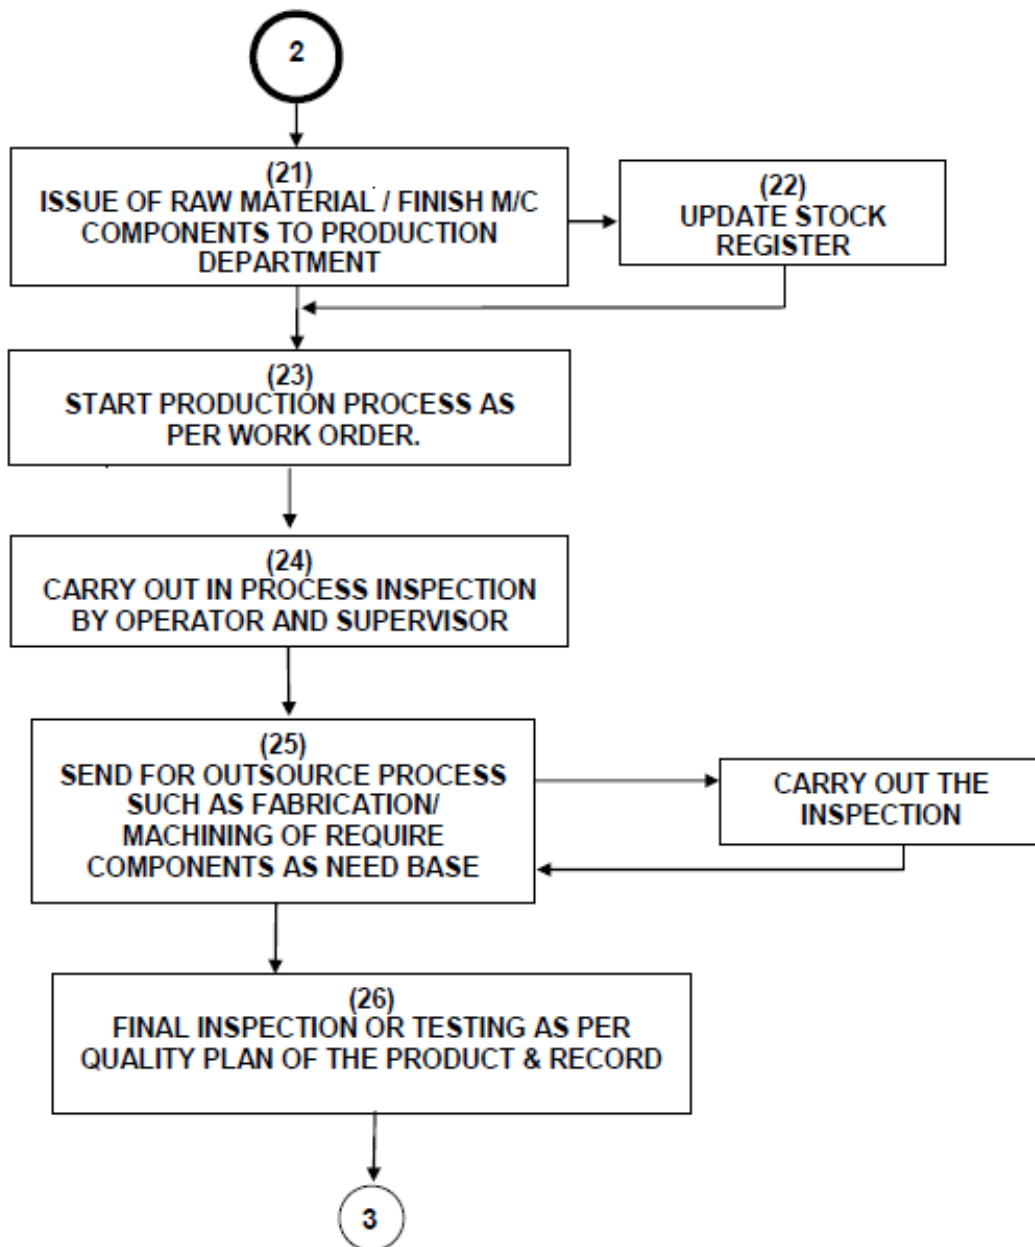 2
(21)
ISSUE OF RAW MATERIAL / FINISH M/C
COMPONENTS TO PRODUCTION
DEPARTMENT
(22)
UPDATE STOCK
REGISTER
(23)
START PRODUCTION PROCESS AS
PER WORK ORDER.
(24)
CARRY OUT IN PROCESS INSPECTION
BY OPERATOR AND SUPERVISOR
(25)
SEND FOR OUTSOURCE PROCESS
SUCH AS FABRICATION/
MACHINING OF REQUIRE
COMPONENTS AS NEED BASE
CARRY OUT THE
INSPECTION
(26)
FINAL INSPECTION OR TESTING AS PER
QUALITY PLAN OF THE PRODUCT & RECORD
3